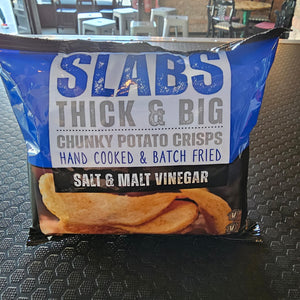 SLABS
THICK & BIG
CHUNKY POTATO CRISPS
HAND COOKED & BATCH FRIED
SALT & MALT VINEGAR